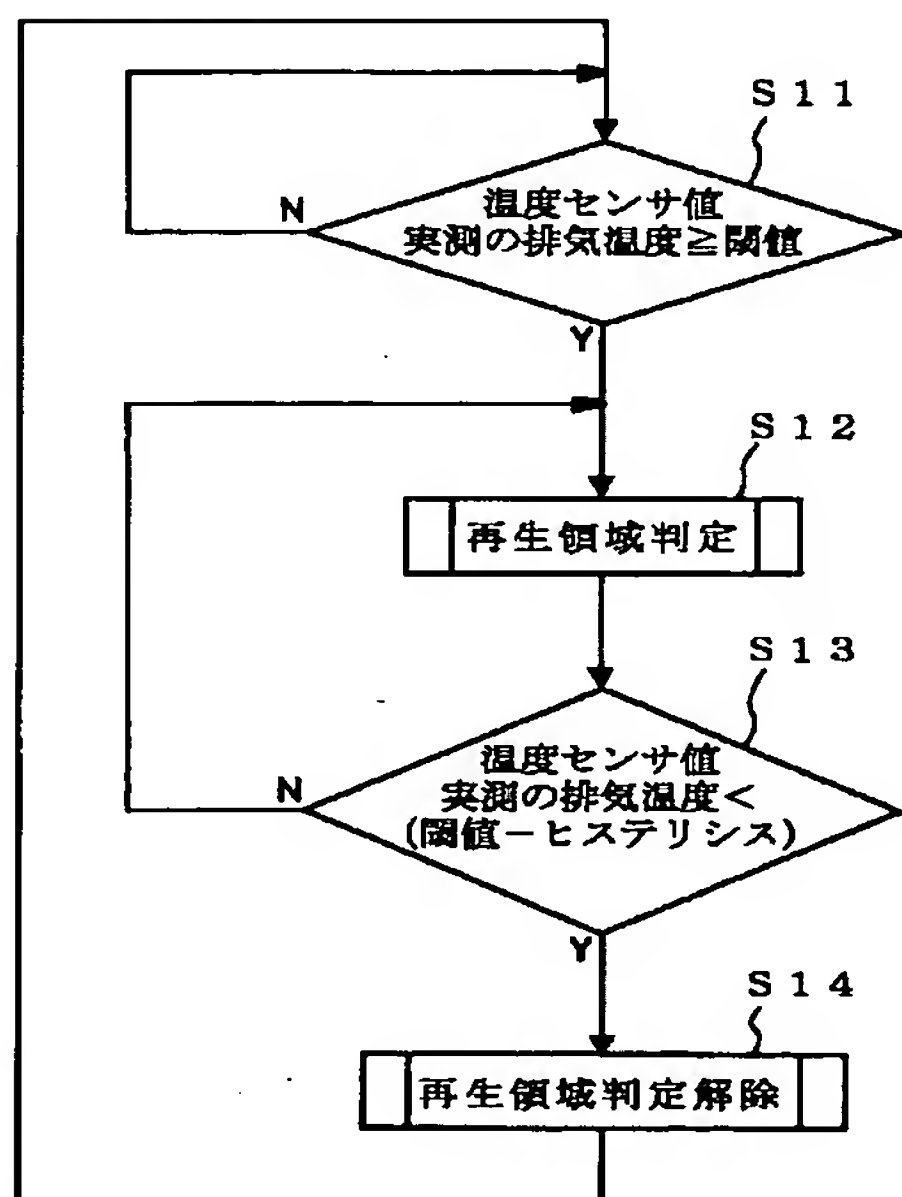 S11
温度センサ値
実測の排気温度≧閾値
N
Y
S12
再生領域判定
S13
温度センサ値
実測の排気温度<
(閾値-ヒステリシス)
N
Y
S14
再生領域判定解除